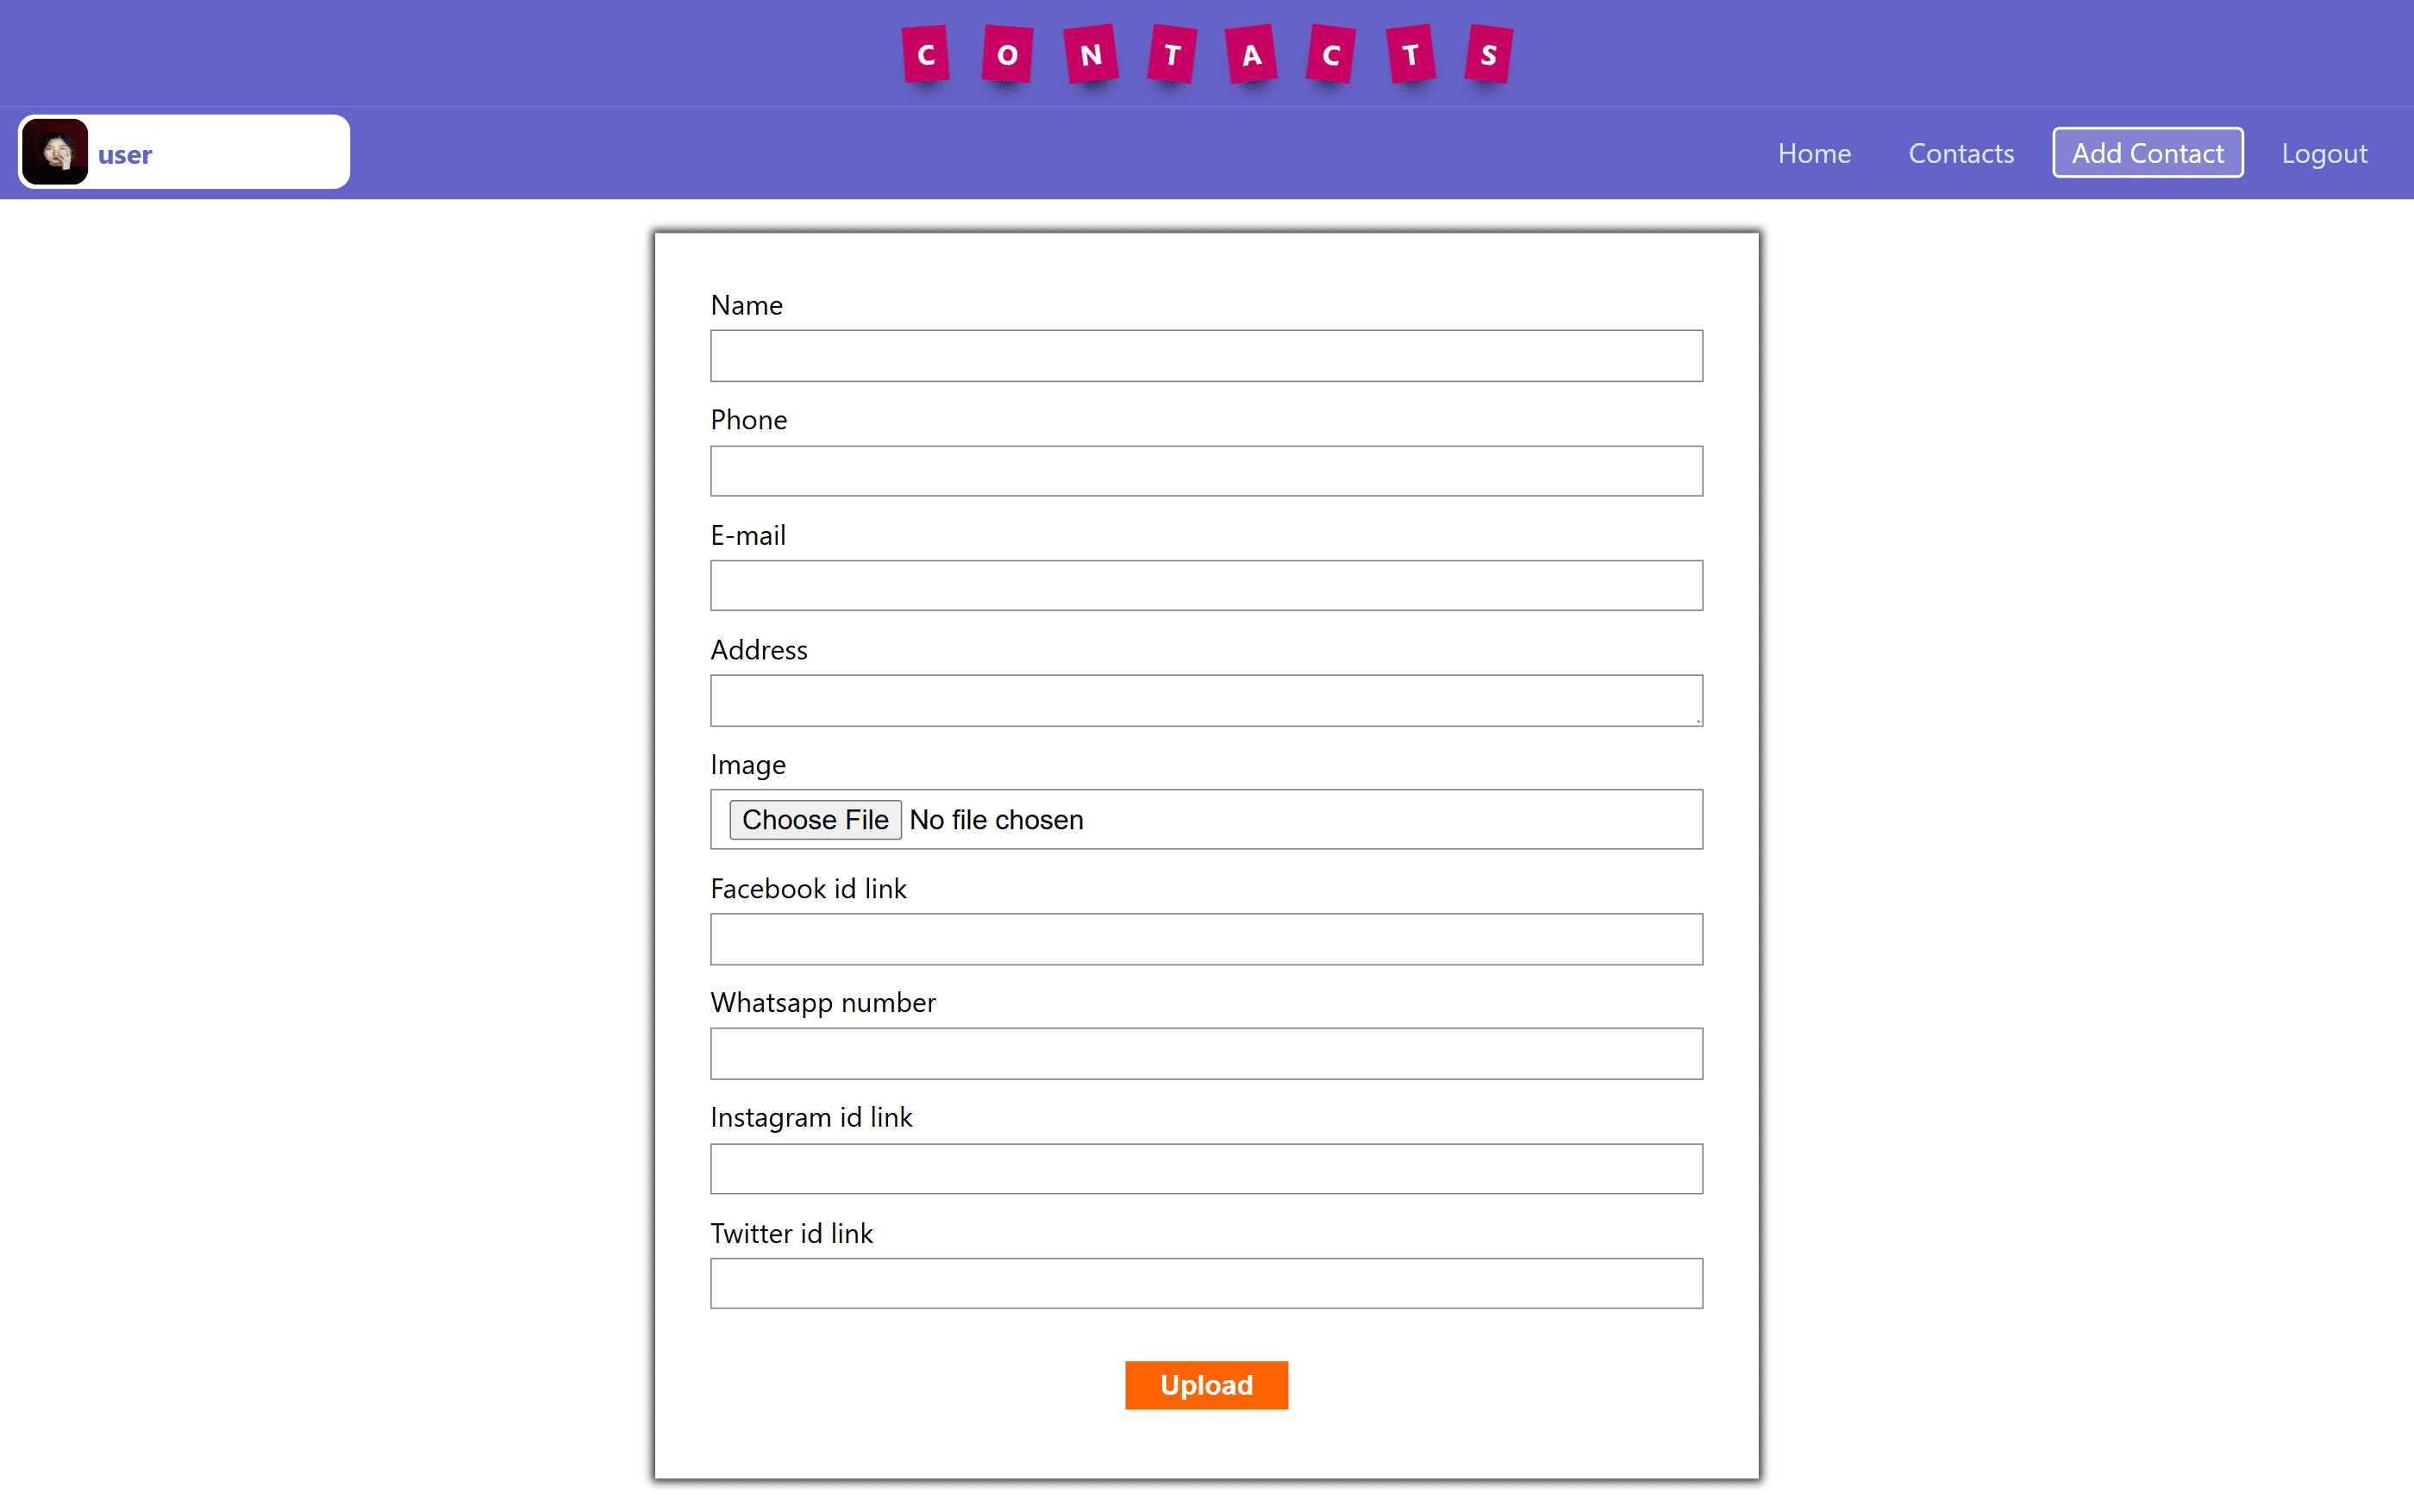 CONTACTS
user
Home Contacts Add Contact Logout
Name
Phone
E-mail
Address
Image
Choose File No file chosen
Facebook id link
Whatsapp number
Instagram id link
Twitter id link
Upload